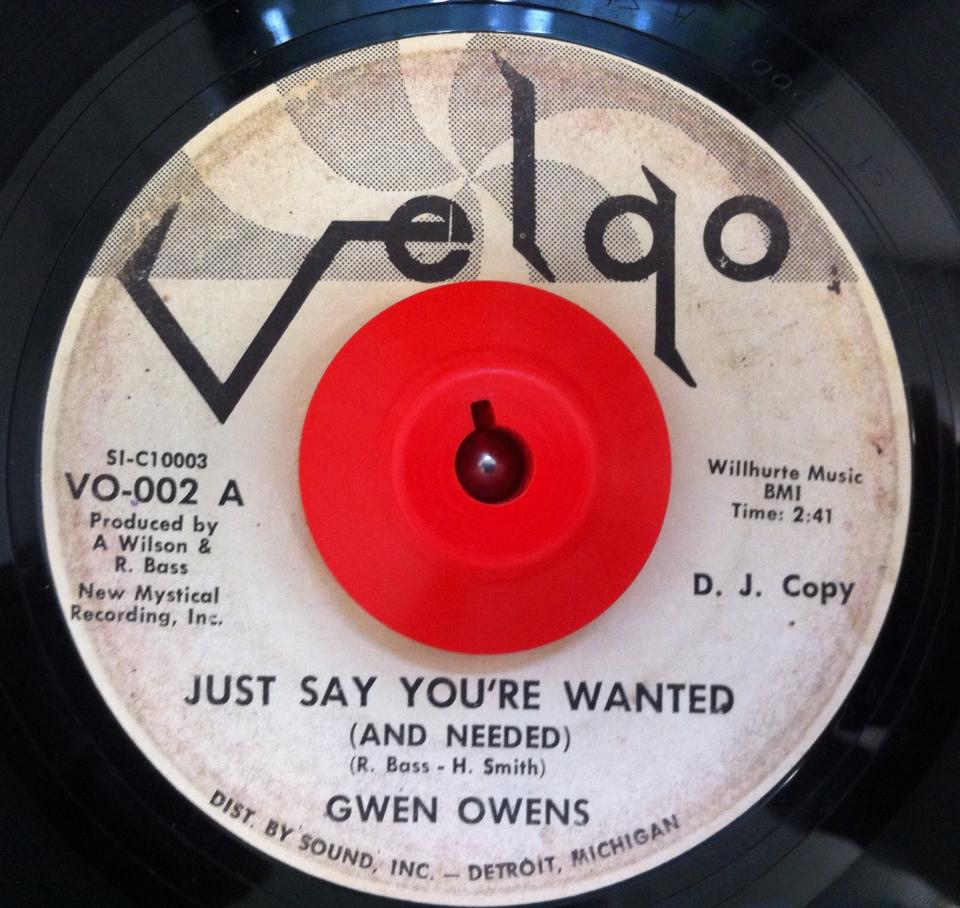 Velgo
SI-C10003
VO-002 A
Produced by
A Wilson &
R. Bass
New Mystical
Recording, Inc.
Willhurte Music
BMI
Time: 2:41
D. J. Copy
JUST SAY YOU'RE WANTED
(AND NEEDED)
(R. Bass - H. Smith)
GWEN OWENS
DIST. BY SOUND, INC. — DETROIT, MICHIGAN